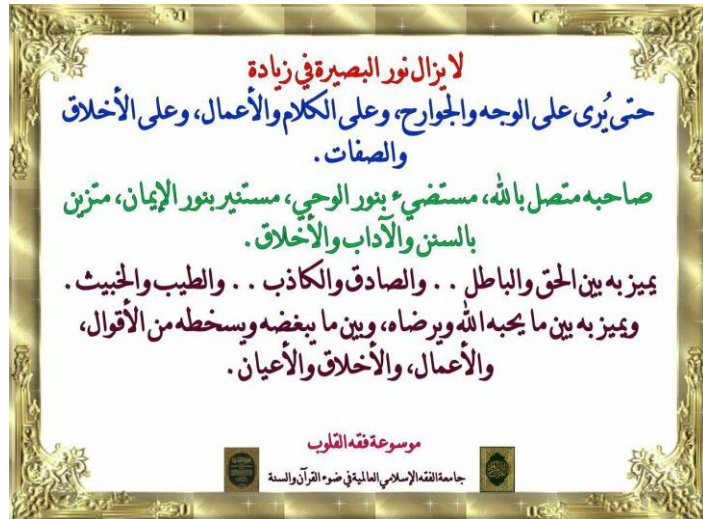 لا يزال نور البصيرة في زيادة
حتى يُرى على الوجه والجوارح، وعلى الكلام والأعمال، وعلى الأخلاق
والصفات .
صاحبه متصل بالله، مستضيء بنور الوحي، مستنير بنور الإيمان، متزين
بالسنن والآداب والأخلاق .
يميز به بين الحق والباطل . . والصادق والكاذب . . والطيب والخبيث .
ويميز به بين ما يحبه الله ويرضاه، وبين ما يبغضه ويسخطه من الأقوال،
والأعمال، والأخلاق والأعيان .
موسوعة فقه القلوب
جامعة الفقه الإسلامي العالمية في ضوء القرآن والسنة